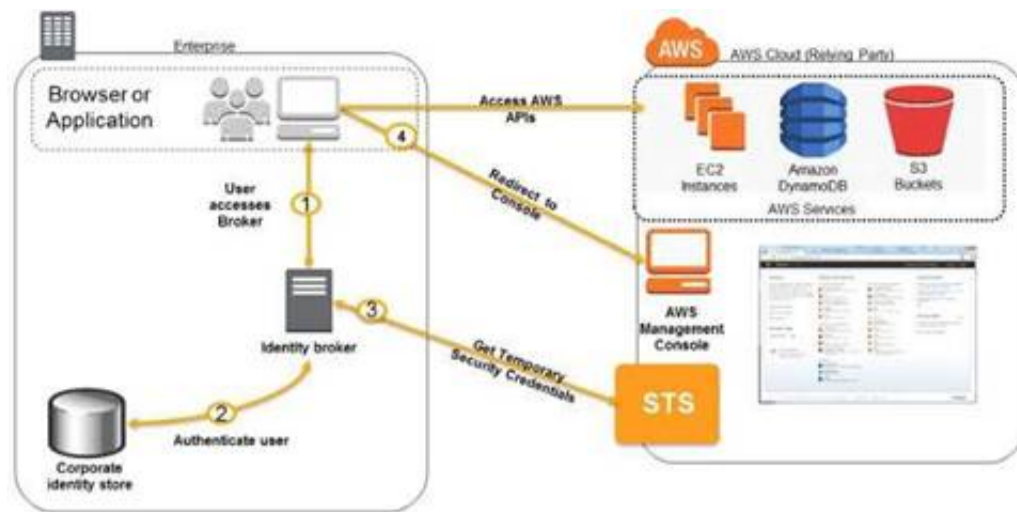 Enterprise
Browser or
Application
AWS
AWS Cloud (Relying Party)
Access AWS
APIs
4
EC2
Instances
Amazon
DynamoDB
S3
Buckets
AWS Services
User
accesses
Broker
1
Redirect to
Console
AWS
Management
Console
Identity broker
3
Get Temporary
Security Credentials
STS
2
Authenticate user
Corporate
identity store